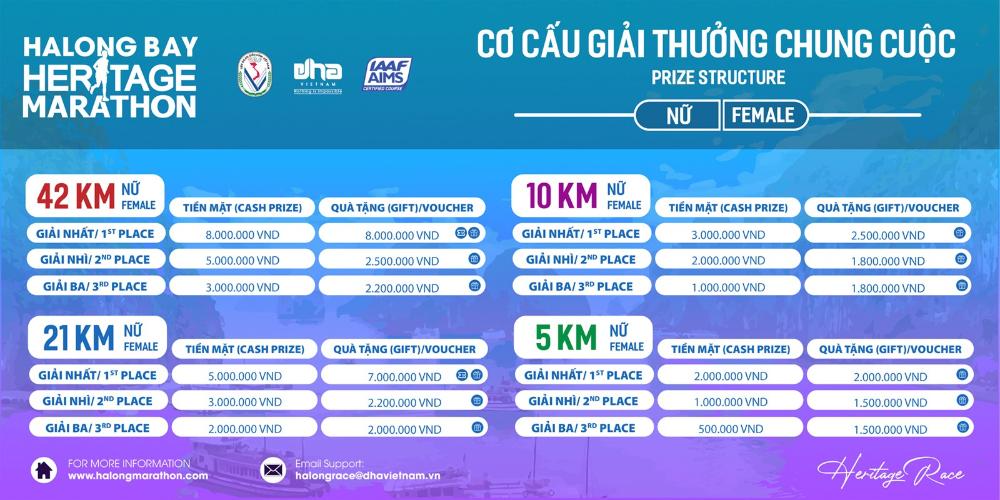 HALONG BAY
HERITAGE
MARATHON
dha
VIETNAM
Nothing is Impossible
IAAF
AIMS
CERTIFIED COURSE
CƠ CẤU GIẢI THƯỞNG CHUNG CUỘC
PRIZE STRUCTURE
NỮ FEMALE
42 KM NỮ FEMALE TIỀN MẶT (CASH PRIZE) QUÀ TẶNG (GIFT)/VOUCHER
GIẢI NHẤT/ 1ST PLACE 8.000.000 VND 8.000.000 VND
GIẢI NHÌ/ 2ND PLACE 5.000.000 VND 2.500.000 VND
GIẢI BA/ 3RD PLACE 3.000.000 VND 2.200.000 VND
10 KM NỮ FEMALE TIỀN MẶT (CASH PRIZE) QUÀ TẶNG (GIFT)/VOUCHER
GIẢI NHẤT/ 1ST PLACE 3.000.000 VND 2.500.000 VND
GIẢI NHÌ/ 2ND PLACE 2.000.000 VND 1.800.000 VND
GIẢI BA/ 3RD PLACE 1.000.000 VND 1.800.000 VND
21 KM NỮ FEMALE TIỀN MẶT (CASH PRIZE) QUÀ TẶNG (GIFT)/VOUCHER
GIẢI NHẤT/ 1ST PLACE 5.000.000 VND 7.000.000 VND
GIẢI NHÌ/ 2ND PLACE 3.000.000 VND 2.200.000 VND
GIẢI BA/ 3RD PLACE 2.000.000 VND 2.000.000 VND
5 KM NỮ FEMALE TIỀN MẶT (CASH PRIZE) QUÀ TẶNG (GIFT)/VOUCHER
GIẢI NHẤT/ 1ST PLACE 2.000.000 VND 2.000.000 VND
GIẢI NHÌ/ 2ND PLACE 1.000.000 VND 1.500.000 VND
GIẢI BA/ 3RD PLACE 500.000 VND 1.500.000 VND
FOR MORE INFORMATION
www.halongmarathon.com
Email Support:
halongrace@dhavietnam.vn
Heritage Race